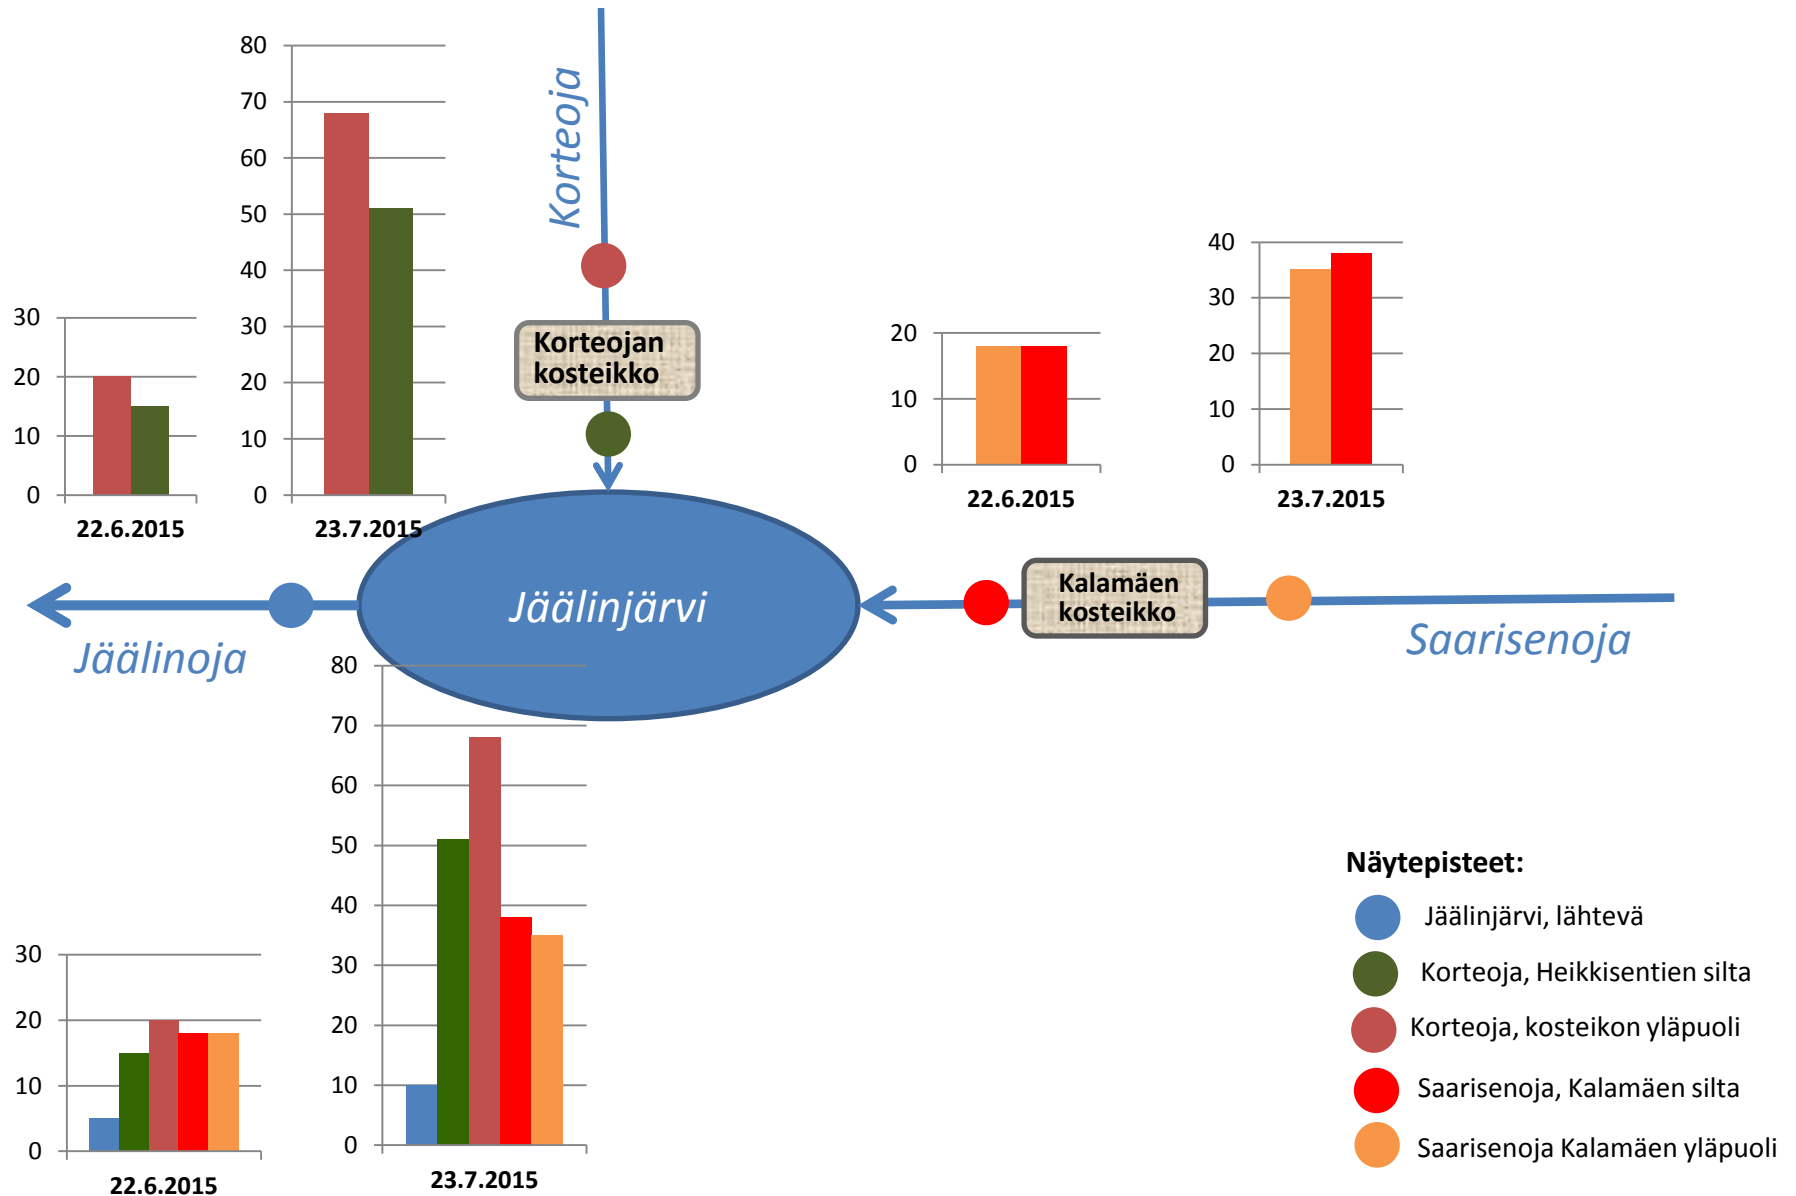 80
70
60
50
40
30
20
10
0
23.7.2015
30
20
10
0
22.6.2015
Korteoja
Korteojan
kosteikko
20
10
0
22.6.2015
40
30
20
10
0
23.7.2015
Jäälinjärvi
Kalamäen
kosteikko
Jäälinoja
Saarisenoja
80
70
60
50
40
30
20
10
0
23.7.2015
30
20
10
0
22.6.2015
Näytepisteet:
Jäälinjärvi, lähtevä
Korteoja, Heikkisentien silta
Korteoja, kosteikon yläpuoli
Saarisenoja, Kalamäen silta
Saarisenoja Kalamäen yläpuoli